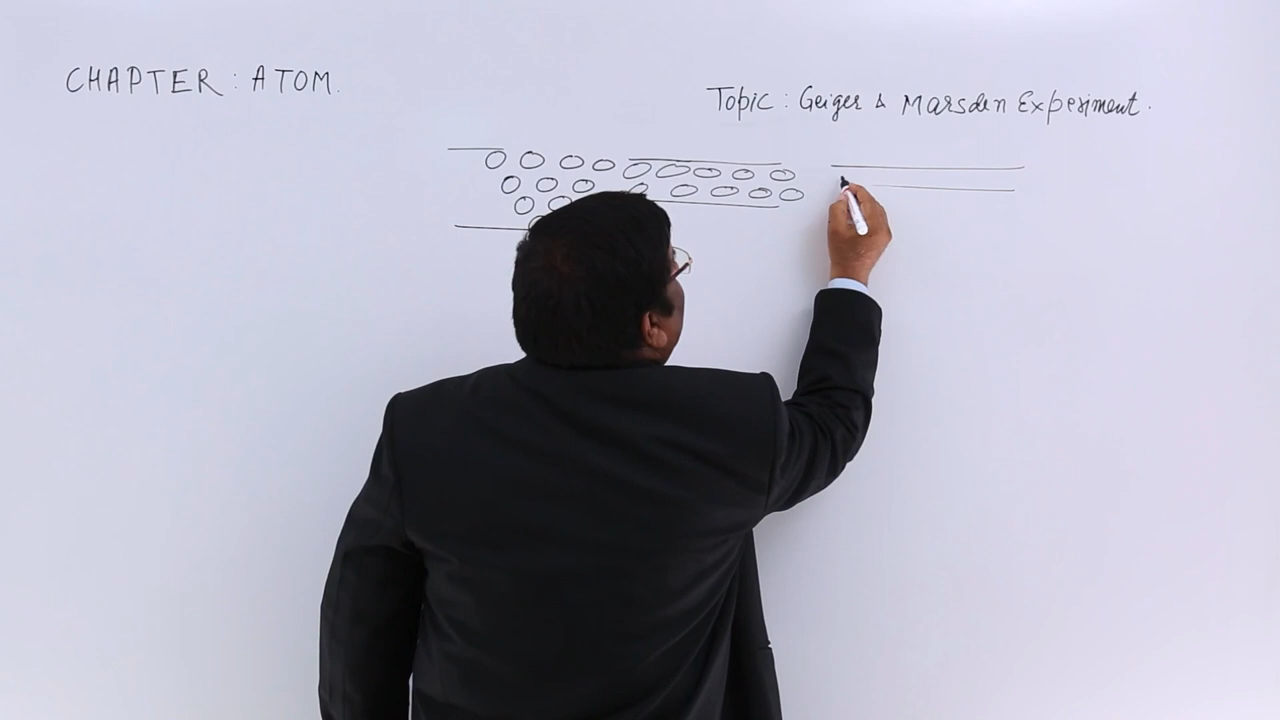 CHAPTER : ATOM.
Topic : Geiger & Marsden Experiment.